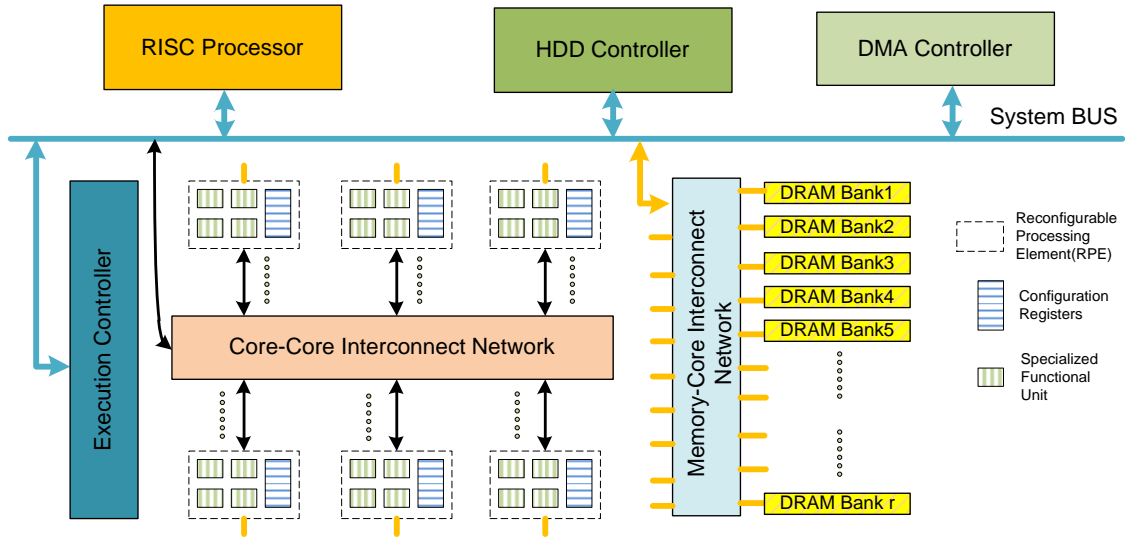 RISC Processor
HDD Controller
DMA Controller
System BUS
Execution Controller
Core-Core Interconnect Network
Memory-Core Interconnect
Network
DRAM Bank1
DRAM Bank2
DRAM Bank3
DRAM Bank4
DRAM Bank5
DRAM Bank r
Reconfigurable
Processing
Element(RPE)
Configuration
Registers
Specialized
Functional
Unit